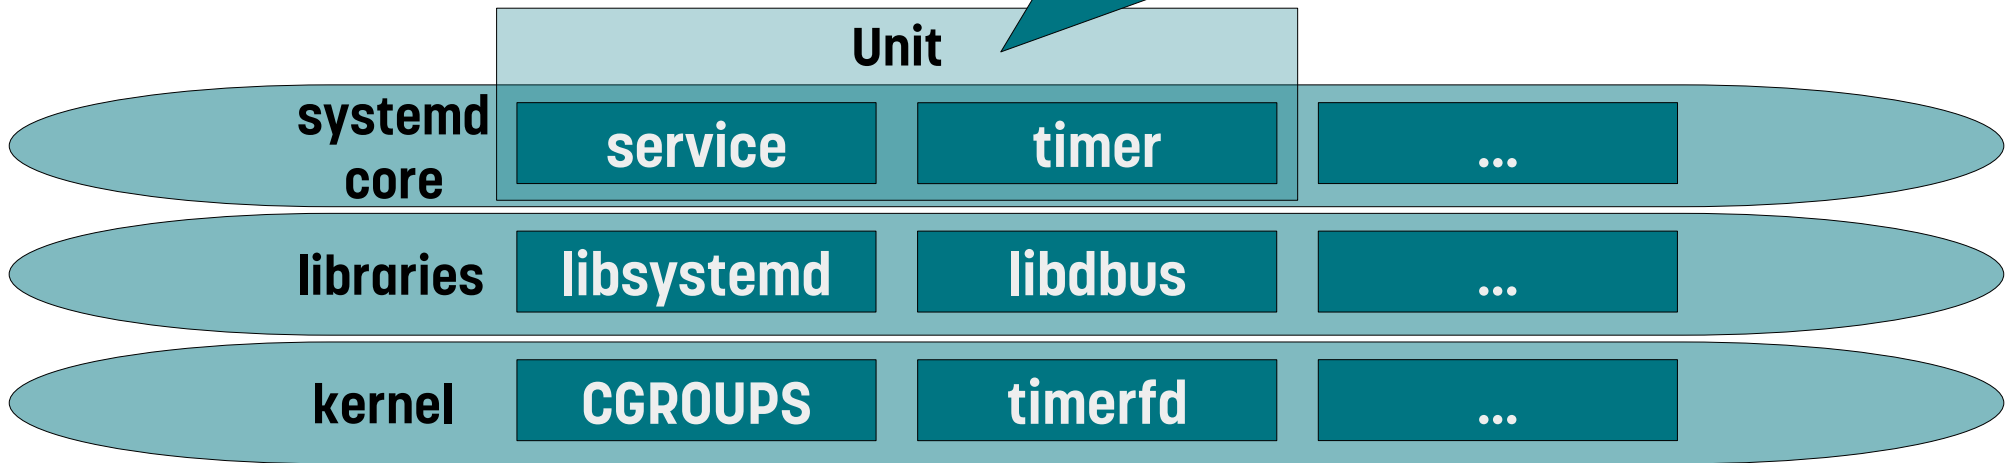 Unit
systemd
core
service
timer
...
libraries
libsystemd
libdbus
...
kernel
CGROUPS
timerfd
...